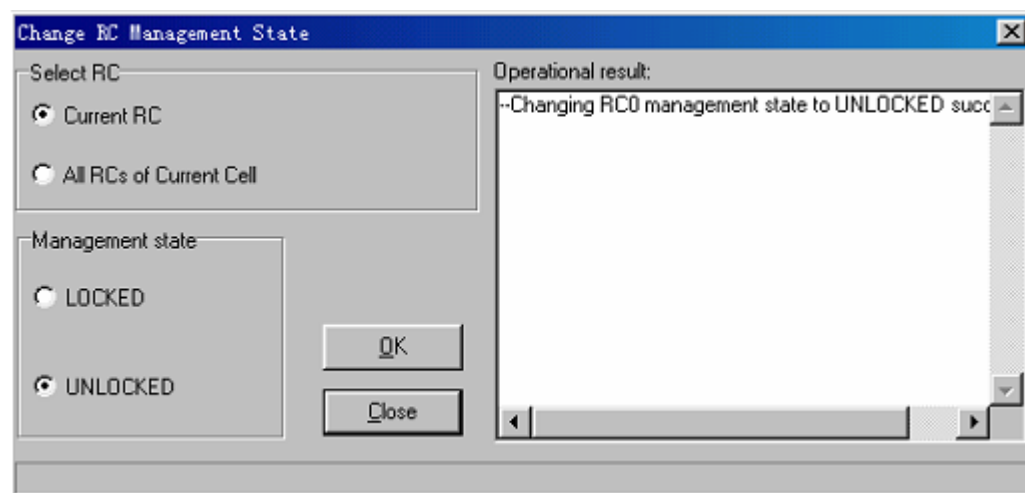 Change RC Management State
Select RC
Current RC
All RCs of Current Cell
Management state
LOCKED
UNLOCKED
OK
Close
Operational result:
--Changing RC0 management state to UNLOCKED succ